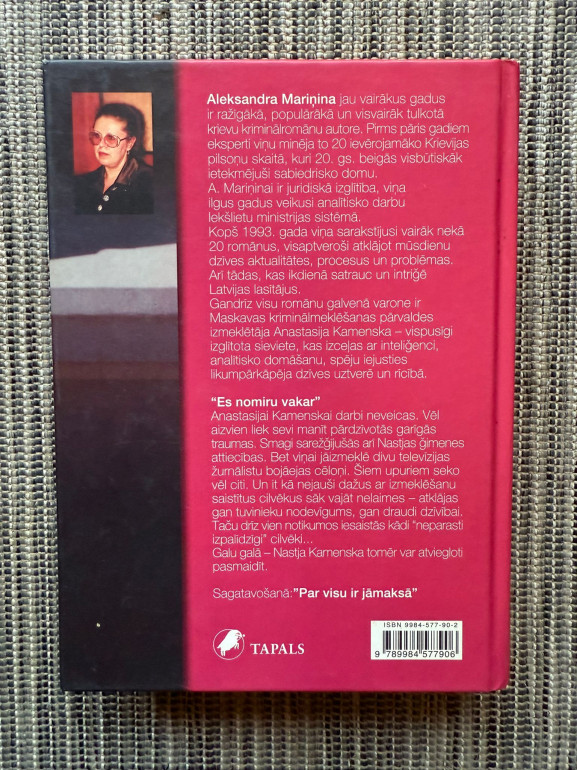 Aleksandra Mariņina jau vairākus gadus
ir ražīgākā, populārākā un visvairāk tulkotā
krievu kriminālromānu autore. Pirms pāris gadiem
eksperti viņu minēja to 20 ievērojamāko Krievijas
pilsoņu skaitā, kuri 20. gs. beigās visbūtiskāk
ietekmējuši sabiedrisko domu.
A. Mariņinai ir juridiskā izglītība, viņa
ilgus gadus veikusi analītisko darbu
Iekšlietu ministrijas sistēmā.
Kopš 1993. gada viņa sarakstījusi vairāk nekā
20 romānus, visaptveroši atklājot mūsdienu
dzīves aktualitātes, procesus un problēmas.
Arī tādas, kas ikdienā satrauc un intriģē
Latvijas lasītājus.
Gandrīz visu romānu galvenā varone ir
Maskavas kriminālmeklēšanas pārvaldes
izmeklētāja Anastasija Kamenska – vispusīgi
izglītota sieviete, kas izceļas ar inteliģenci,
analītisko domāšanu, spēju iejusties
likumpārkāpēja dzīves uztverē un rīcībā.
"Es nomiru vakar"
Anastasijai Kamenskai darbi neveicas. Vēl
aizvien liek sevi manīt pārdzīvotās garīgās
traumas. Smagi sarežģījušās arī Nastjas ģimenes
attiecības. Bet viņai jāizmeklē divu televīzijas
žurnālistu bojāejas cēloņi. Šiem upuriem seko
vēl citi. Un it kā nejauši dažus ar izmeklēšanu
saistītus cilvēkus sāk vajāt nelaimes – atklājas
gan tuvinieku nodevīgums, gan draudi dzīvībai.
Taču drīz vien notikumos iesaistās kādi "neparasti
izpalīdzīgi" cilvēki...
Galu galā – Nastja Kamenska tomēr var atviegloti
pasmaidīt.
Sagatavošanā:"Par visu ir jāmaksā"
ISBN 9984-577-90-2
TAPALS
9 789984 577906